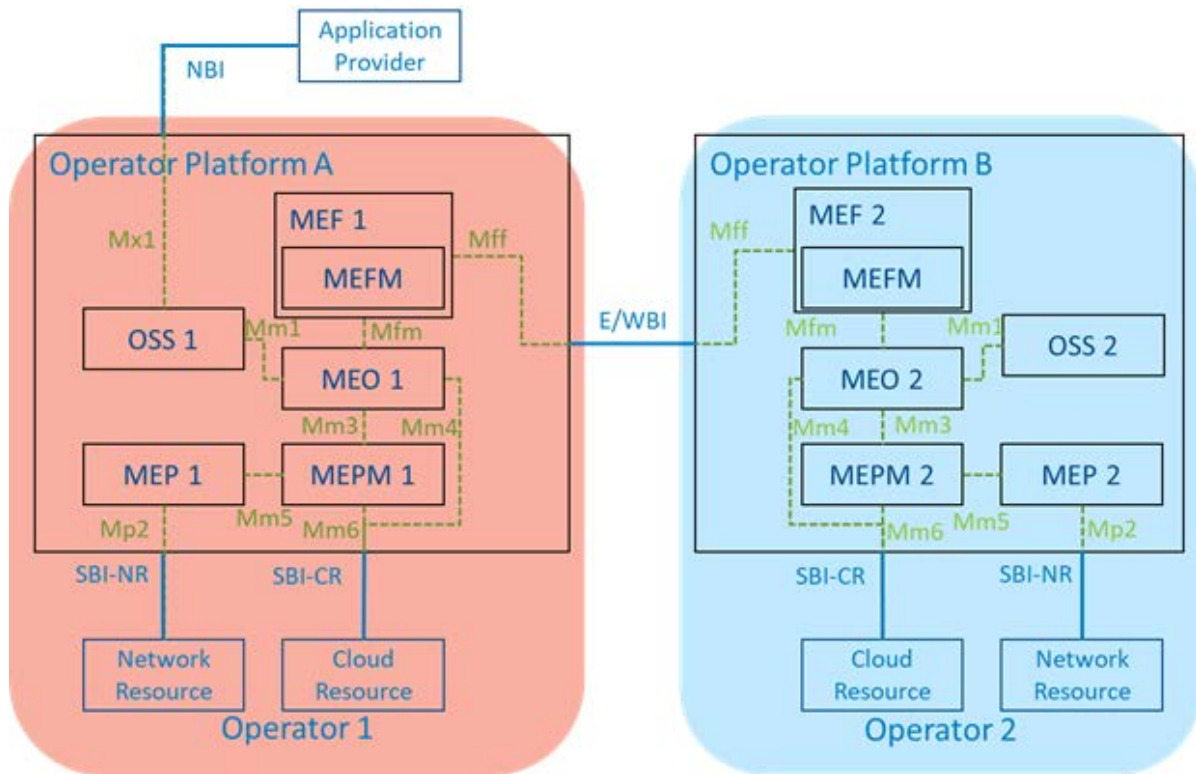 Application
Provider
NBI
Operator Platform A
MEF 1
MEFM
Mx1
Mff
OSS 1
Mm1
Mfm
MEO 1
Mm3
Mm4
MEP 1
MEPM 1
Mm5
Mp2
Mm6
SBI-NR
SBI-CR
Network
Resource
Cloud
Resource
Operator 1
E/WBI
Operator Platform B
MEF 2
MEFM
Mff
Mfm
Mm1
OSS 2
MEO 2
Mm4
Mm3
MEPM 2
MEP 2
Mm5
Mm6
Mp2
SBI-CR
SBI-NR
Cloud
Resource
Network
Resource
Operator 2